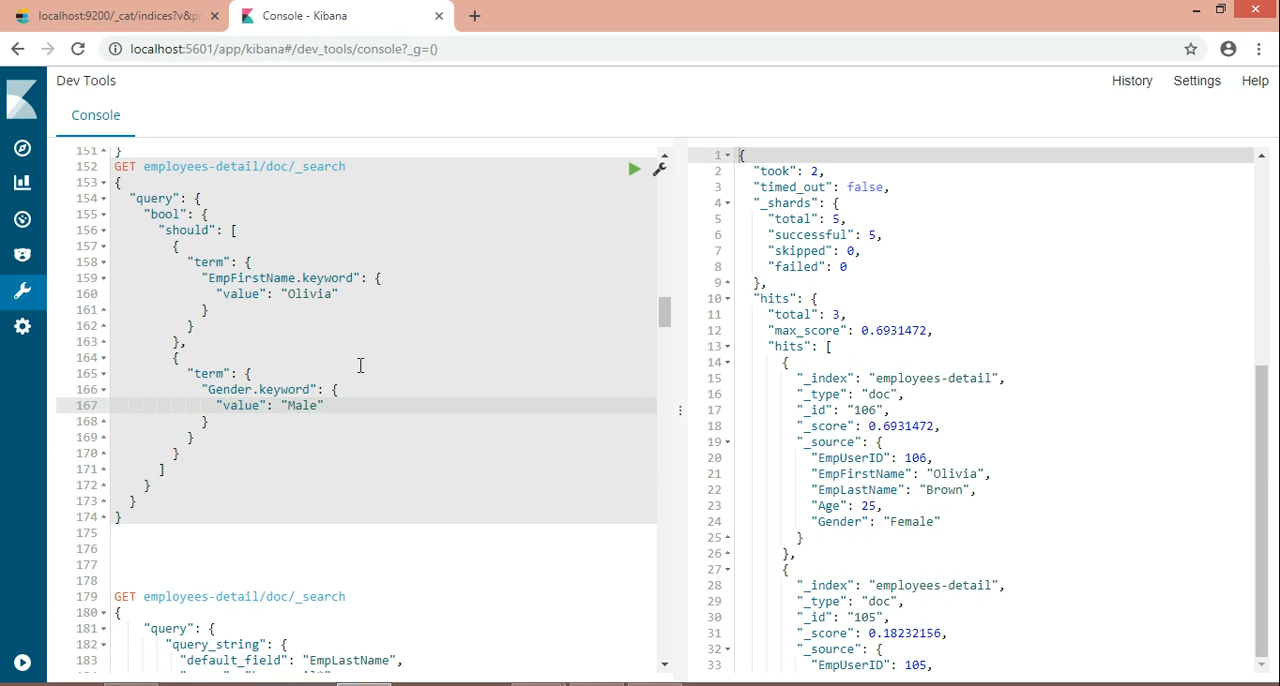 localhost:9200/_cat/indices?v&pr
Console - Kibana
localhost:5601/app/kibana#/dev_tools/console?_g=()
Dev Tools
History Settings Help
Console
151 }
152 GET employees-detail/doc/_search
153 {
154 "query": {
155 "bool": {
156 "should": [
157 {
158 "term": {
159 "EmpFirstName.keyword": {
160 "value": "Olivia"
161 }
162 }
163 },
164 {
165 "term": {
166 "Gender.keyword": {
167 "value": "Male"
168 }
169 }
170 }
171 ]
172 }
173 }
174 }
175
176
177
178
179 GET employees-detail/doc/_search
180 {
181 "query": {
182 "query_string": {
183 "default_field": "EmpLastName",
1 {
2 "took": 2,
3 "timed_out": false,
4 "_shards": {
5 "total": 5,
6 "successful": 5,
7 "skipped": 0,
8 "failed": 0
9 },
10 "hits": {
11 "total": 3,
12 "max_score": 0.6931472,
13 "hits": [
14 {
15 "_index": "employees-detail",
16 "_type": "doc",
17 "_id": "106",
18 "_score": 0.6931472,
19 "_source": {
20 "EmpUserID": 106,
21 "EmpFirstName": "Olivia",
22 "EmpLastName": "Brown",
23 "Age": 25,
24 "Gender": "Female"
25 }
26 },
27 {
28 "_index": "employees-detail",
29 "_type": "doc",
30 "_id": "105",
31 "_score": 0.18232156,
32 "_source": {
33 "EmpUserID": 105,